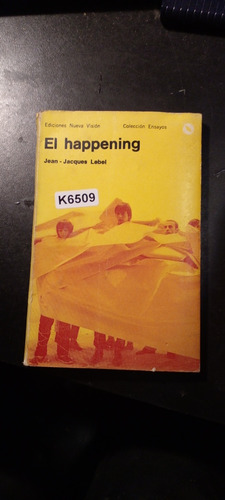 Ediciones Nueva Visión Colección Ensayos
El happening
Jean-Jacques Lebel
K6509